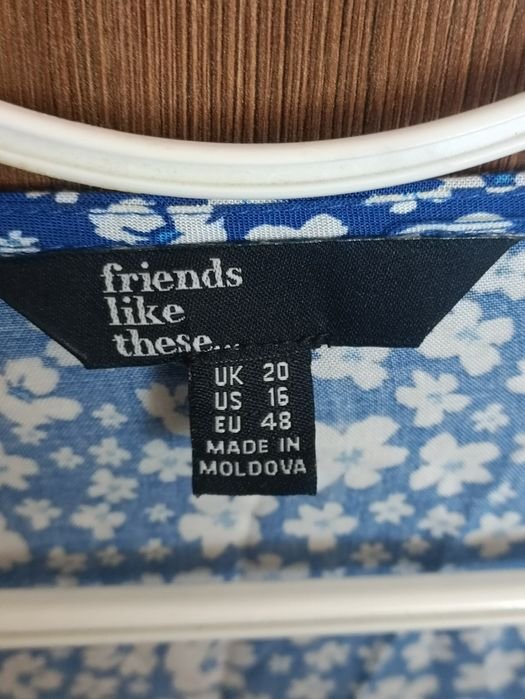 friends
like
these...
UK 20
US 16
EU 48
MADE IN
MOLDOVA